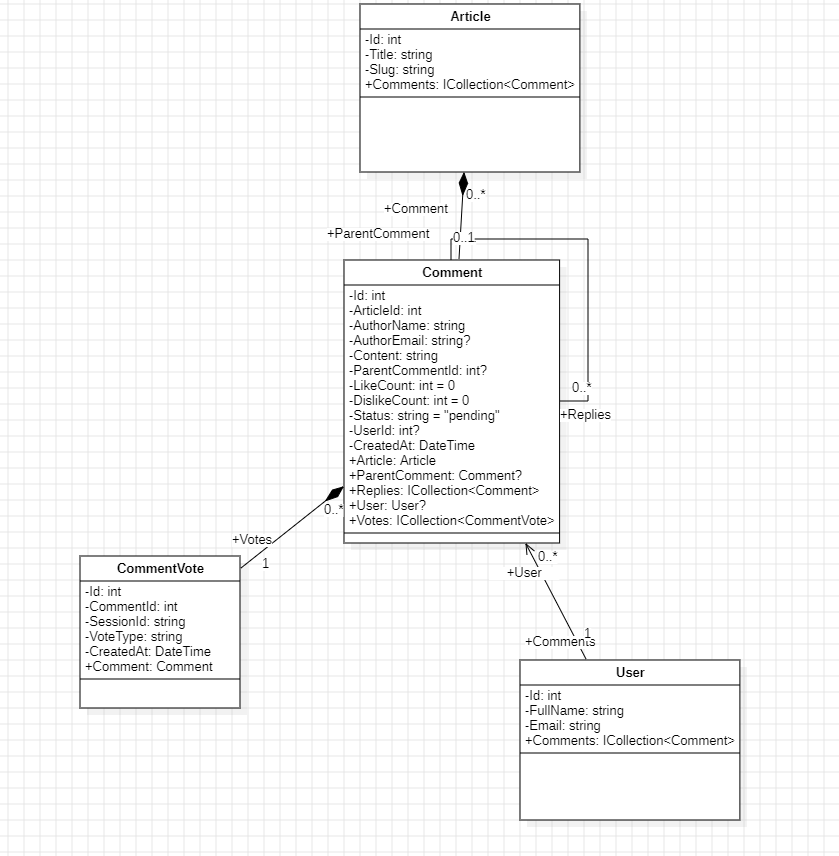 Article
-Id: int
-Title: string
-Slug: string
+Comments: ICollection<Comment>
0..*
+Comment
+ParentComment
0..1
Comment
-Id: int
-ArticleId: int
-AuthorName: string
-AuthorEmail: string?
-Content: string
-ParentCommentId: int?
-LikeCount: int = 0
-DislikeCount: int = 0
-Status: string = "pending"
-UserId: int?
-CreatedAt: DateTime
+Article: Article
+ParentComment: Comment?
+Replies: ICollection<Comment>
+User: User?
+Votes: ICollection<CommentVote>
0..*
+Replies
0..*
+Votes
1
CommentVote
-Id: int
-CommentId: int
-SessionId: string
-VoteType: string
-CreatedAt: DateTime
+Comment: Comment
0..*
+User
1
+Comments
User
-Id: int
-FullName: string
-Email: string
+Comments: ICollection<Comment>